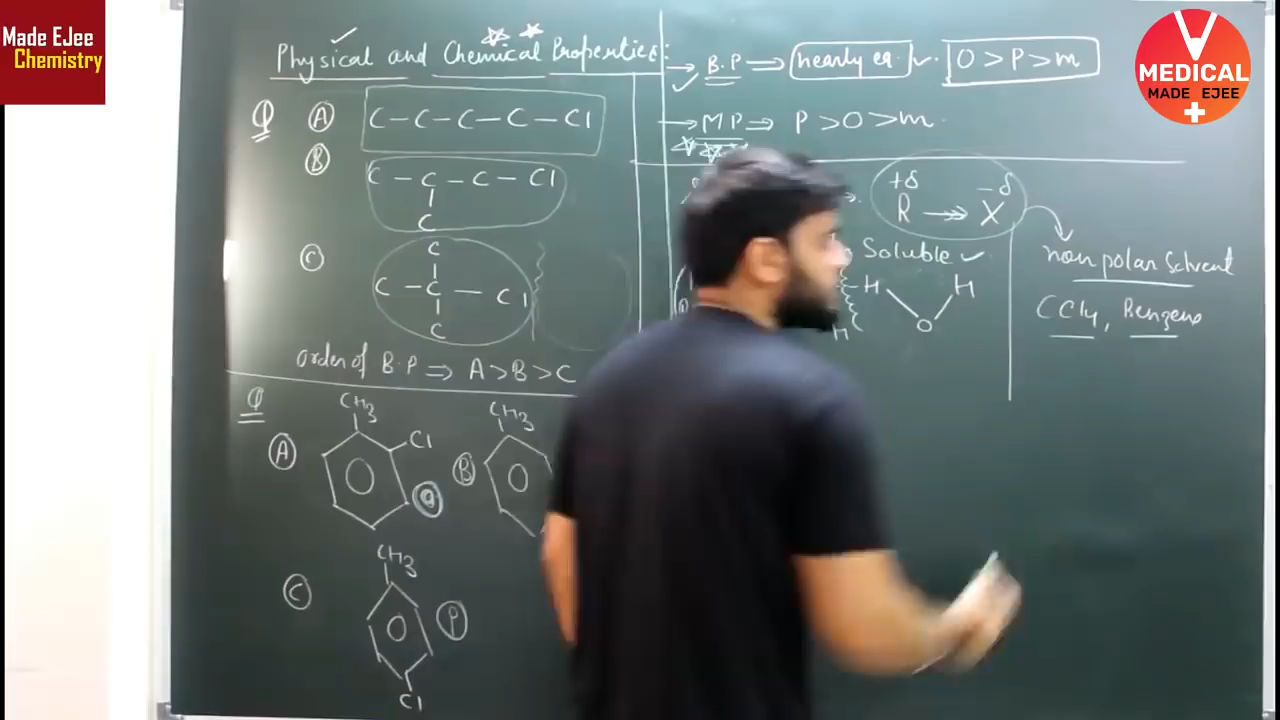 Made EJee
Chemistry
MEDICAL
MADE EJEE
Physical and Chemical Properties:
Q
A C-C-C-C-Cl
B C-C-C-Cl
C
C
C C-C-Cl
C
order of B.P ⇒ A>B>C
Q
A
CH3
Cl
O
B
CH3
C
CH3
P
Cl
→ B.P ⇒ nearly eq. O>P>m
→ MP ⇒ P>O>m
+δ -δ
R X
Soluble
H H
O
H
non polar Solvent
CCl4, Benzene